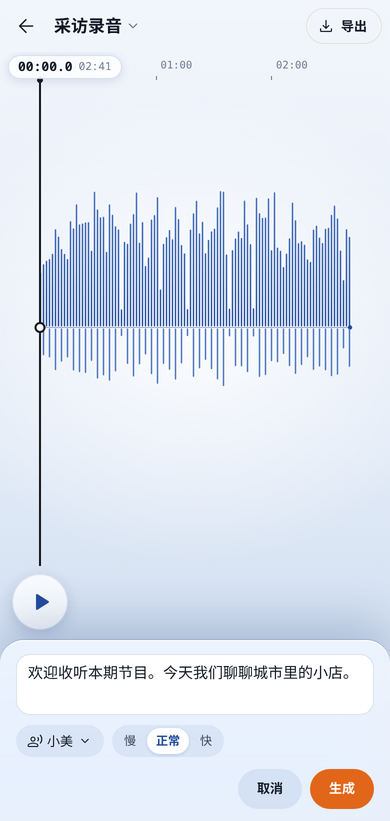 采访录音
导出
00:00.0 02:41
01:00
02:00
欢迎收听本期节目。今天我们聊聊城市里的小店。
小美
慢 正常 快
取消 生成